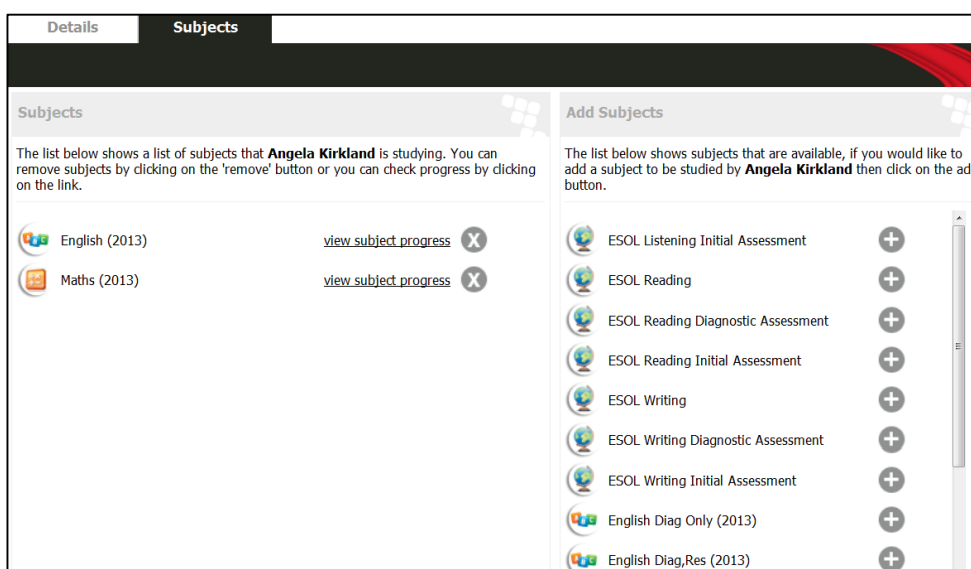 Details
Subjects
Subjects
The list below shows a list of subjects that Angela Kirkland is studying. You can
remove subjects by clicking on the 'remove' button or you can check progress by clicking
on the link.
English (2013) view subject progress X
Maths (2013) view subject progress X
Add Subjects
The list below shows subjects that are available, if you would like to
add a subject to be studied by Angela Kirkland then click on the ad
button.
ESOL Listening Initial Assessment
ESOL Reading
ESOL Reading Diagnostic Assessment
ESOL Reading Initial Assessment
ESOL Writing
ESOL Writing Diagnostic Assessment
ESOL Writing Initial Assessment
English Diag Only (2013)
English Diag,Res (2013)